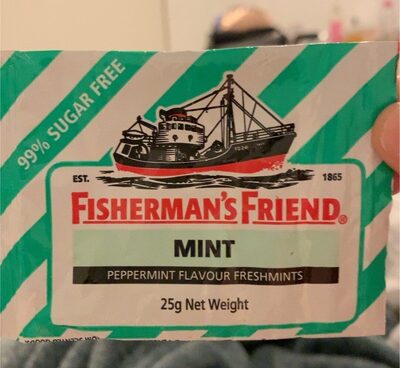 99% SUGAR FREE
EST. 1865
FISHERMAN'S FRIEND®
MINT
PEPPERMINT FLAVOUR FRESHMINTS
25g Net Weight